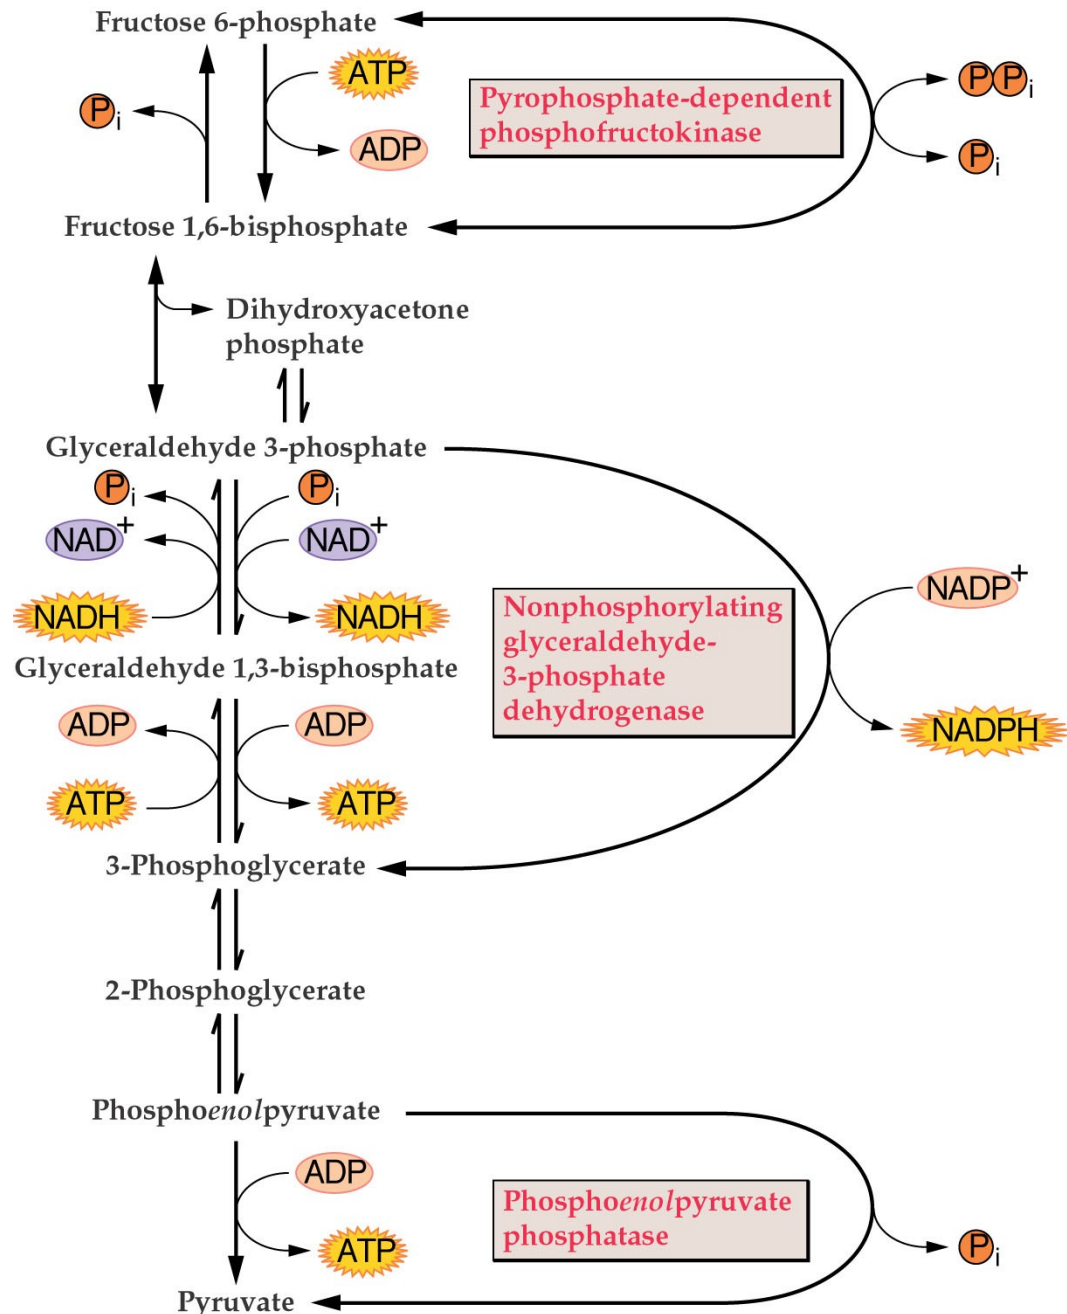 Fructose 6-phosphate
ATP
Pi
ADP
Pyrophosphate-dependent
phosphofructokinase
PPi
Pi
Fructose 1,6-bisphosphate
Dihydroxyacetone
phosphate
Glyceraldehyde 3-phosphate
Pi
Pi
NAD+
NAD+
NADH
NADH
Nonphosphorylating
glyceraldehyde-
3-phosphate
dehydrogenase
NADP+
NADPH
Glyceraldehyde 1,3-bisphosphate
ADP
ADP
ATP
ATP
3-Phosphoglycerate
2-Phosphoglycerate
Phosphoenolpyruvate
ADP
ATP
Phosphoenolpyruvate
phosphatase
Pi
Pyruvate